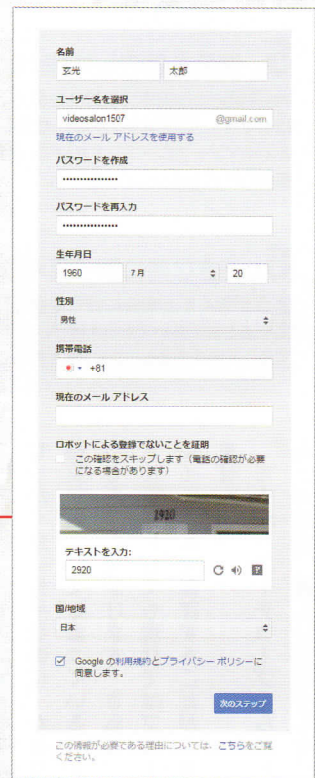 名前
玄光 太郎
ユーザー名を選択
videosalon1507 @gmail.com
現在のメール アドレスを使用する
パスワードを作成
••••••••••••••••
パスワードを再入力
••••••••••••••••
生年月日
1960 7月 20
性別
男性
携帯電話
+81
現在のメール アドレス
ロボットによる登録でないことを証明
この確認をスキップします（電話の確認が必要
になる場合があります）
1920
テキストを入力:
2920
国/地域
日本
Google の利用規約とプライバシー ポリシーに
同意します。
次のステップ
この情報が必要である理由については、こちらをご覧
ください。